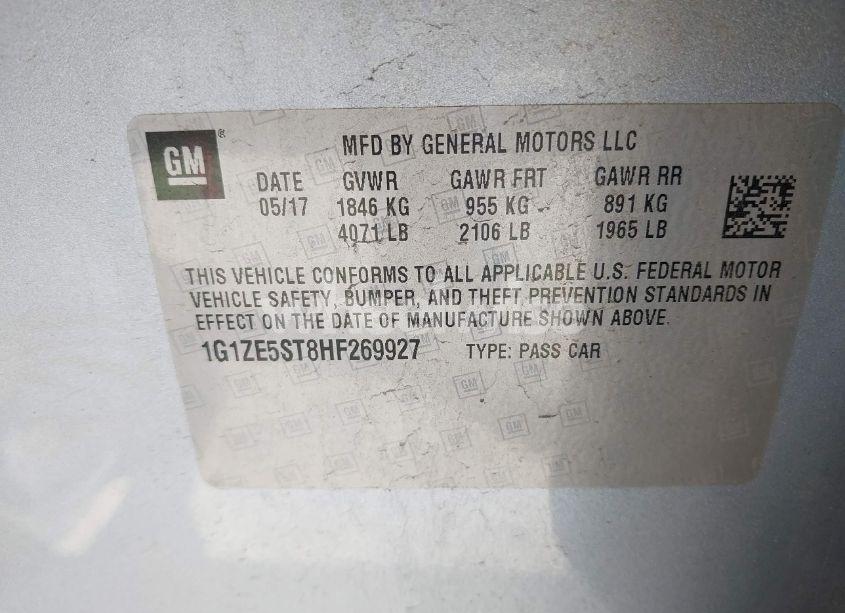 GM
MFD BY GENERAL MOTORS LLC
DATE GVWR GAWR FRT GAWR RR
05/17 1846 KG 955 KG 891 KG
4071 LB 2106 LB 1965 LB
THIS VEHICLE CONFORMS TO ALL APPLICABLE U.S. FEDERAL MOTOR
VEHICLE SAFETY, BUMPER, AND THEFT PREVENTION STANDARDS IN
EFFECT ON THE DATE OF MANUFACTURE SHOWN ABOVE.
1G1ZE5ST8HF269927 TYPE: PASS CAR